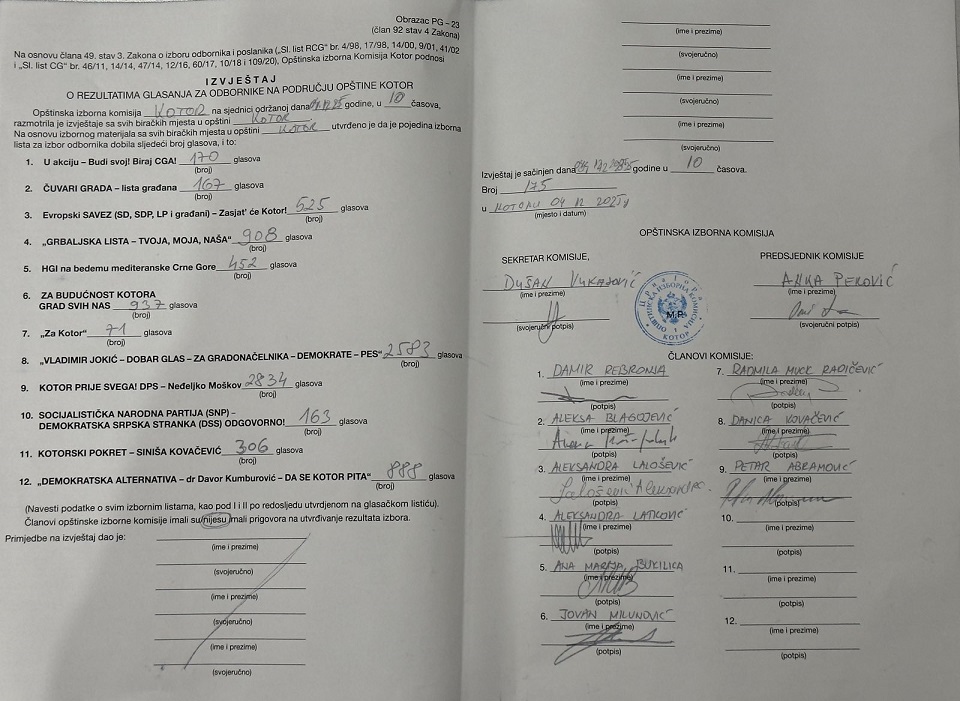 Obrazac PG – 23
(član 92 stav 4 Zakona)
Na osnovu člana 49, stav 3. Zakona o izboru odbornika i poslanika („Sl. list RCG“ br. 4/98, 17/98, 14/00, 9/01, 41/02
i „Sl. list CG“ br. 46/11, 14/14, 47/14, 12/16, 60/17, 10/18 i 109/20), Opštinska izborna Komisija Kotor podnosi
IZVJEŠTAJ
O REZULTATIMA GLASANJA ZA ODBORNIKE NA PODRUČJU OPŠTINE KOTOR
Opštinska izborna komisija KOTOR na sjednici održanoj dana godine, u 10 časova,
razmotrila je izvještaje sa svih biračkih mjesta u opštini KOTOR.
Na osnovu izbornog materijala sa svih biračkih mjesta u opštini KOTOR utvrđeno je da je pojedina izborna
lista za izbor odbornika dobila sljedeći broj glasova, i to:
1. U akciju – Budi svoj! Biraj CGA! 170 glasova
(broj)
2. ČUVARI GRADA – lista građana 167 glasova
(broj)
3. Evropski SAVEZ (SD, SDP, LP i građani) – Zasjat’ će Kotor! 525 glasova
(broj)
4. „GRBALJSKA LISTA – TVOJA, MOJA, NAŠA“ 908 glasova
(broj)
5. HGI na bedemu mediteranske Crne Gore 452 glasova
(broj)
6. ZA BUDUĆNOST KOTORA
GRAD SVIH NAS 937 glasova
(broj)
7. „Za Kotor“ 71 glasova
(broj)
8. „VLADIMIR JOKIĆ – DOBAR GLAS – ZA GRADONAČELNIKA – DEMOKRATE – PES“ 2583 glasova
(broj)
9. KOTOR PRIJE SVEGA! DPS – Neđeljko Moškov 2834 glasova
(broj)
10. SOCIJALISTIČKA NARODNA PARTIJA (SNP) –
DEMOKRATSKA SRPSKA STRANKA (DSS) ODGOVORNO! 163 glasova
(broj)
11. KOTORSKI POKRET – SINIŠA KOVAČEVIĆ 306 glasova
(broj)
12. „DEMOKRATSKA ALTERNATIVA – dr Davor Kumburović – DA SE KOTOR PITA“ 888 glasova
(broj)
(Navesti podatke o svim izbornim listama, kao pod I i II po redosljedu utvrđenom na glasačkom listiću).
Članovi opštinske izborne komisije imali su/nijesu imali prigovora na utvrđivanje rezultata izbora.
Primjedbe na izvještaj dao je:
(ime i prezime)
(svojeručno)
(ime i prezime)
(svojeručno)
(ime i prezime)
(svojeručno)
(ime i prezime)
(svojeručno)
(ime i prezime)
(svojeručno)
(ime i prezime)
(svojeručno)
Izvještaj je sačinjen dana godine u 10 časova.
Broj 175
u KOTORU 04 12 2025
(mjesto i datum)
OPŠTINSKA IZBORNA KOMISIJA
SEKRETAR KOMISIJE,
DUŠAN VUKAJOVIĆ
(ime i prezime)
(svojeručni potpis)
M.P.
PREDSJEDNIK KOMISIJE
ANKA PEROVIĆ
(ime i prezime)
(svojeručni potpis)
ČLANOVI KOMISIJE:
1. DAMIR REBRONJA
(ime i prezime)
(potpis)
2. ALEKSA BLAGOJEVIĆ
(ime i prezime)
(potpis)
3. ALEKSANDRA LALOŠEVIĆ
(ime i prezime)
Lalošević Aleksandra
(potpis)
4. ALEKSANDRA LATKOVIĆ
(ime i prezime)
(potpis)
5. ANA MARIJA BUKILICA
(ime i prezime)
(potpis)
6. JOVAN MILUNOVIĆ
(ime i prezime)
(potpis)
7. RADMILA MUCK RADIČEVIĆ
(ime i prezime)
(potpis)
8. DANICA KOVAČEVIĆ
(ime i prezime)
(potpis)
9. PETAR ABRAMOVIĆ
(ime i prezime)
(potpis)
10.
(ime i prezime)
(potpis)
11.
(ime i prezime)
(potpis)
12.
(ime i prezime)
(potpis)